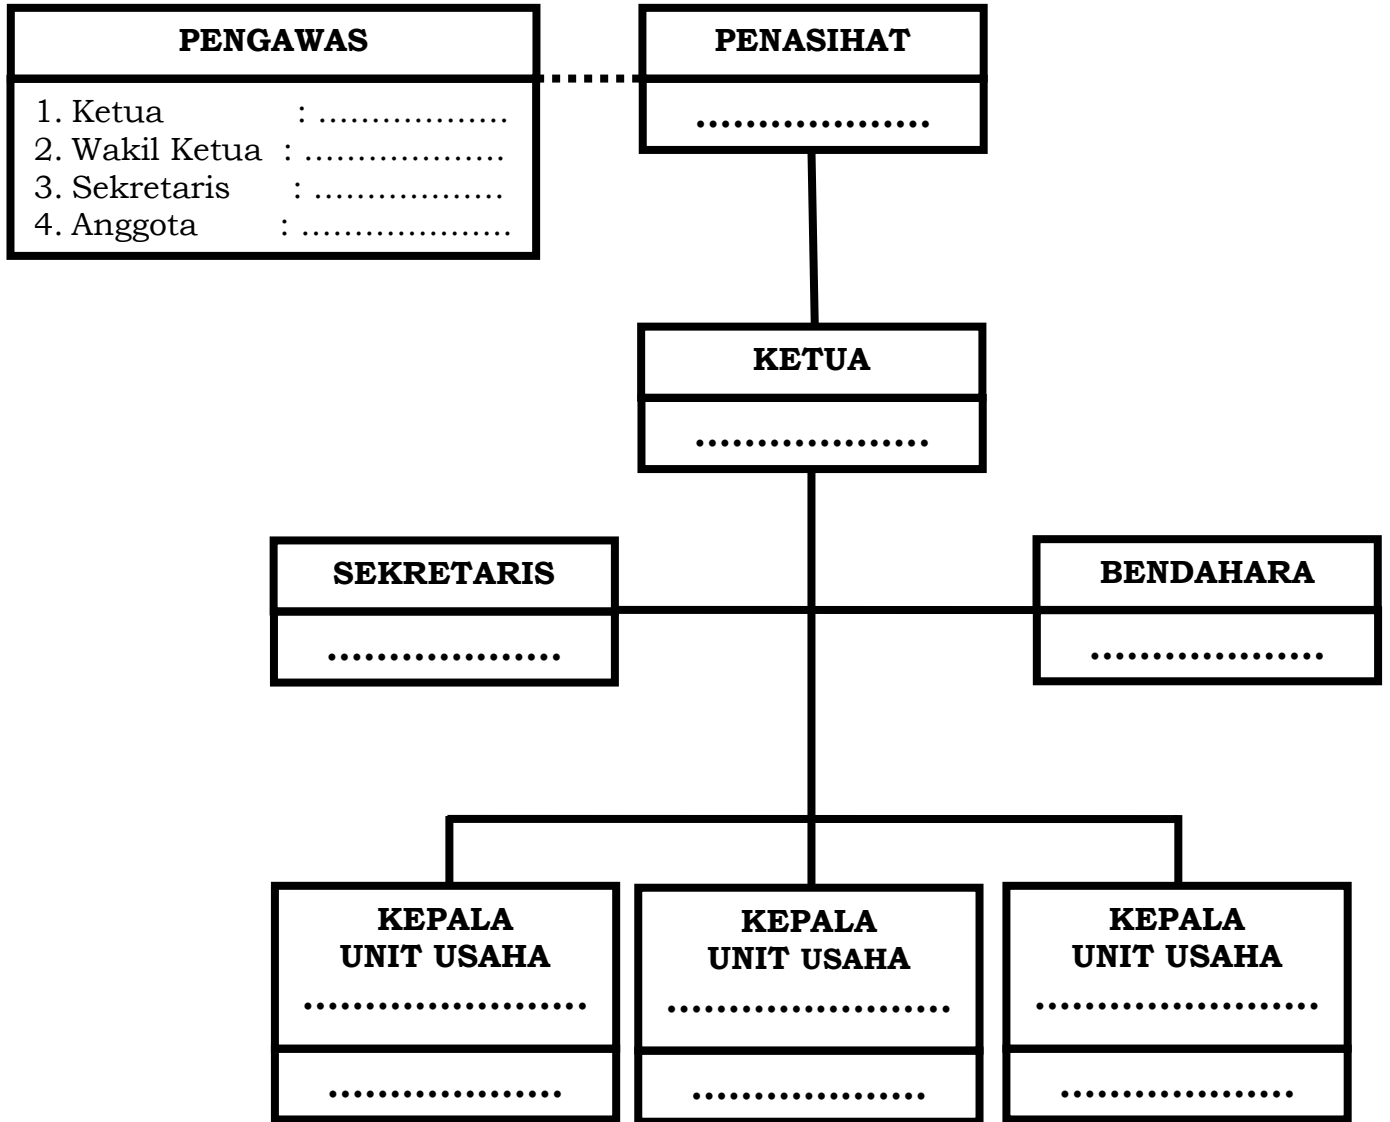 PENGAWAS
1. Ketua : ...................
2. Wakil Ketua : ....................
3. Sekretaris : ...................
4. Anggota : .....................
PENASIHAT
...................
KETUA
...................
SEKRETARIS
...................
BENDAHARA
...................
KEPALA
UNIT USAHA
.......................
...................
KEPALA
UNIT USAHA
.......................
...................
KEPALA
UNIT USAHA
.......................
...................